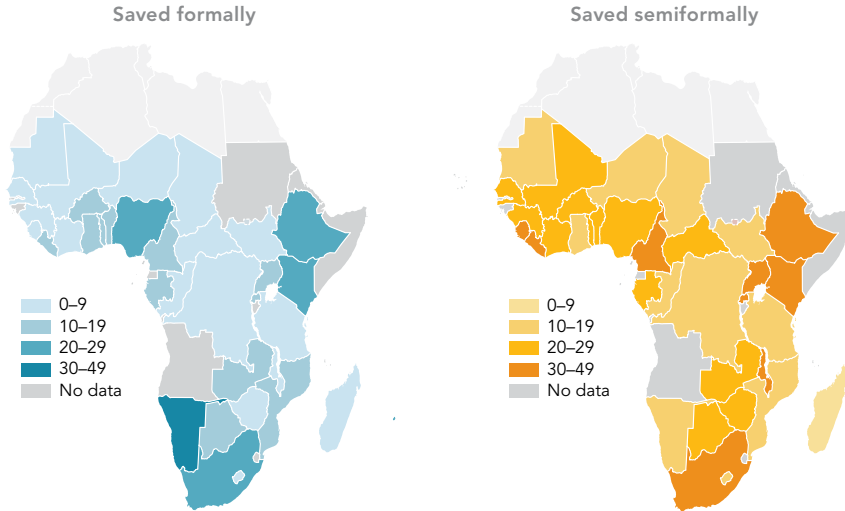 Saved formally
Saved semiformally
0–9
10–19
20–29
30–49
No data
0–9
10–19
20–29
30–49
No data